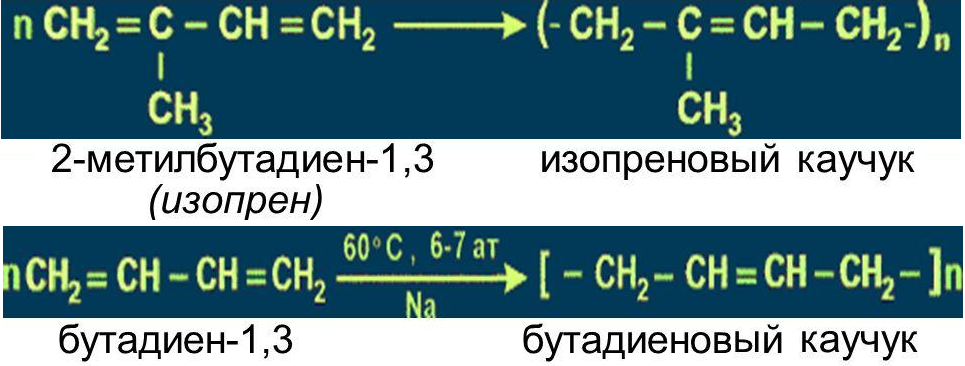 n CH₂ = C – CH = CH₂ ⟶ (- CH₂ – C = CH – CH₂ -)ₙ
CH₃ CH₃
2-метилбутадиен-1,3 изопреновый каучук
(изопрен)
60°C , 6-7 ат
nCH₂ = CH – CH = CH₂ ⟶ [ – CH₂ – CH = CH – CH₂ – ]n
Na
бутадиен-1,3 бутадиеновый каучук